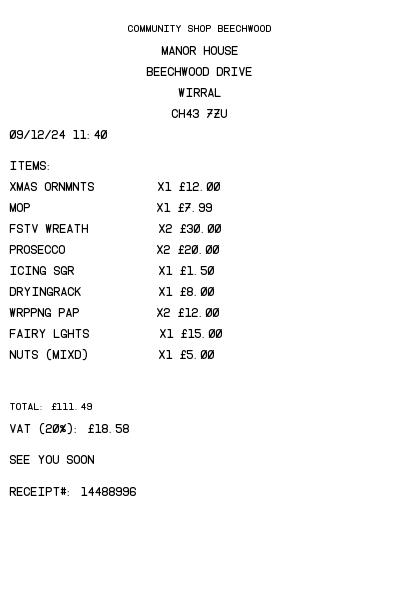 COMMUNITY SHOP BEECHWOOD
MANOR HOUSE
BEECHWOOD DRIVE
WIRRAL
CH43 7ZU
09/12/24 11:40
ITEMS:
XMAS ORNMNTS X1 £12.00
MOP X1 £7.99
FSTV WREATH X2 £30.00
PROSECCO X2 £20.00
ICING SGR X1 £1.50
DRYINGRACK X1 £8.00
WRPPNG PAP X2 £12.00
FAIRY LGHTS X1 £15.00
NUTS (MIXD) X1 £5.00
TOTAL: £111.49
VAT (20%): £18.58
SEE YOU SOON
RECEIPT#: 14488996